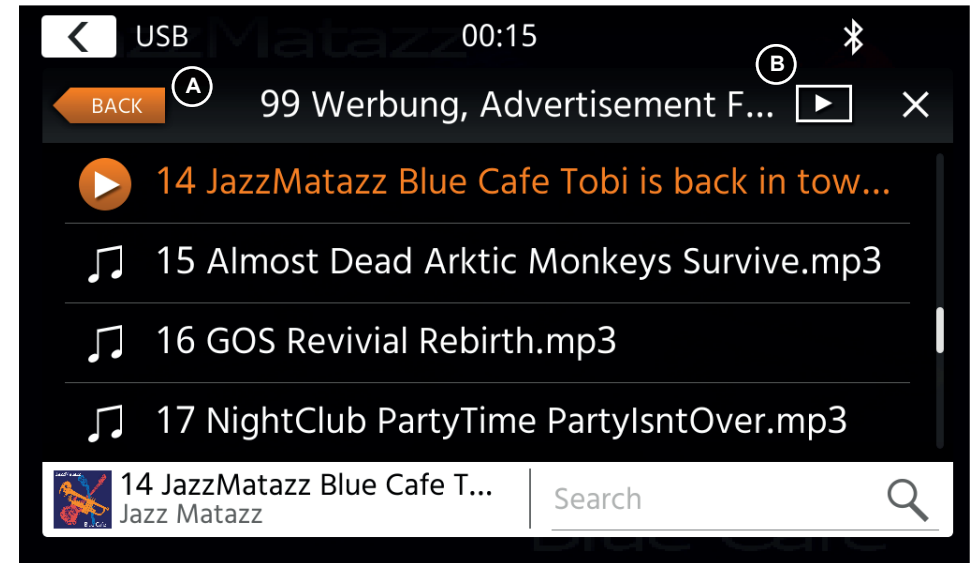 USB 00:15
BACK A 99 Werbung, Advertisement F... B
14 JazzMatazz Blue Cafe Tobi is back in tow...
15 Almost Dead Arktic Monkeys Survive.mp3
16 GOS Revivial Rebirth.mp3
17 NightClub PartyTime PartyIsntOver.mp3
14 JazzMatazz Blue Cafe T...
Jazz Matazz
Search